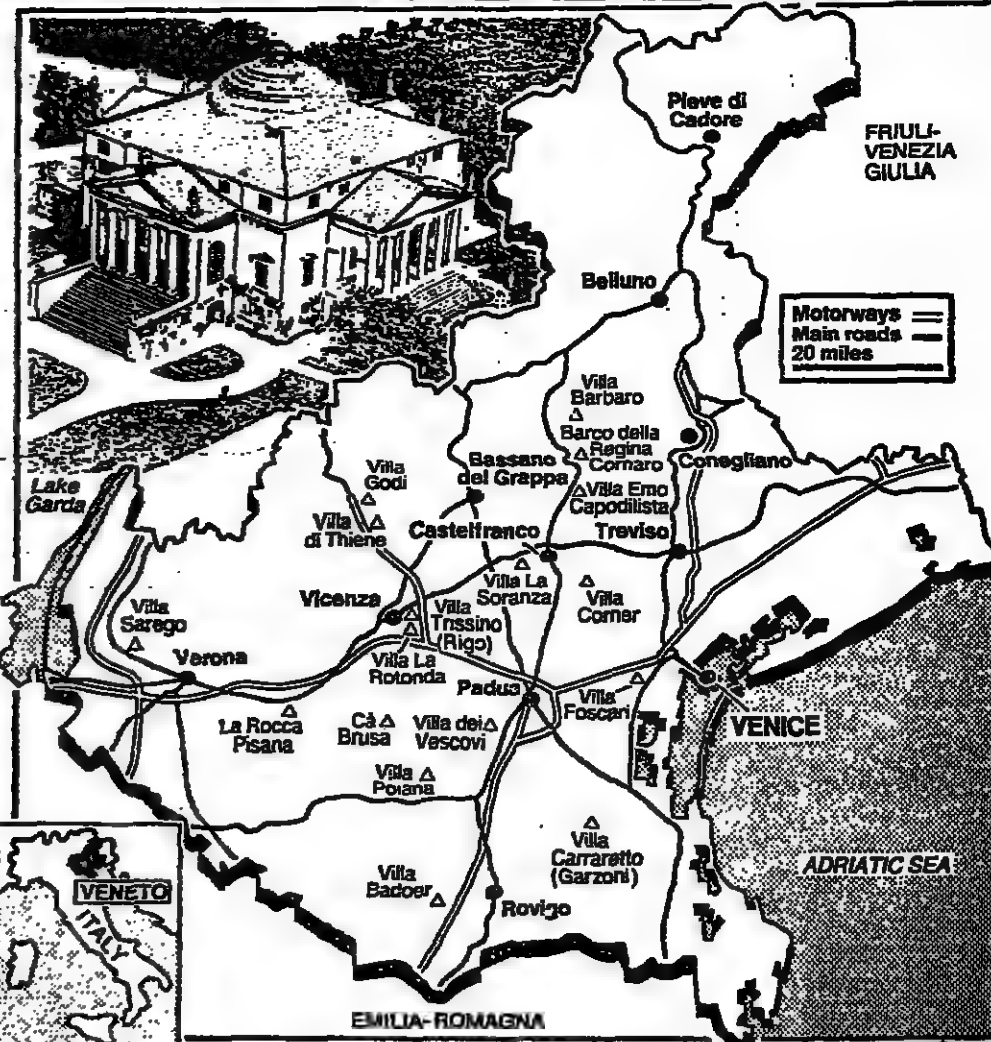 Pieve di
Cadore
FRIULI-
VENEZIA
GIULIA
Belluno
Motorways
Main roads
20 miles
Villa
Barbaro
Barco della
Regina
Cornaro
Conegliano
Bassano
del Grappa
Villa
Godi
Lake
Garda
Villa Emo
Capodilista
Villa
di Thiene
Castelfranco
Treviso
Villa La
Soranza
Villa
Corner
Vicenza
Villa
Trissino
(Rigo)
Villa
Sarego
Verona
Villa La
Rotonda
Padua
Villa
Foscari
VENICE
La Rocca
Pisana
Cà
Brusa
Villa dei
Vescovi
Villa
Poiana
Villa
Carraretto
(Garzoni)
ADRIATIC SEA
Villa
Badoer
Rovigo
VENETO
ITALY
EMILIA-ROMAGNA